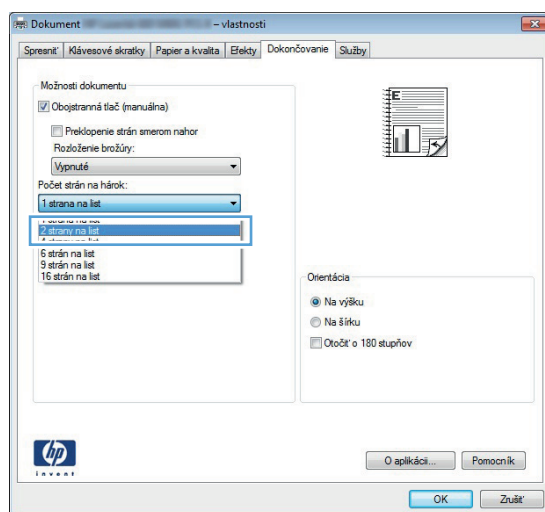 Dokument – vlastnosti
Spresniť Klávesové skratky Papier a kvalita Efekty Dokončovanie Služby
Možnosti dokumentu
Obojstranná tlač (manuálna)
Preklopenie strán smerom nahor
Rozloženie brožúry:
Vypnuté
Počet strán na hárok:
1 strana na list
2 strany na list
6 strán na list
9 strán na list
16 strán na list
E
Orientácia
Na výšku
Na šírku
Otočiť o 180 stupňov
hp
invent
O aplikácii... Pomocník
OK Zrušiť